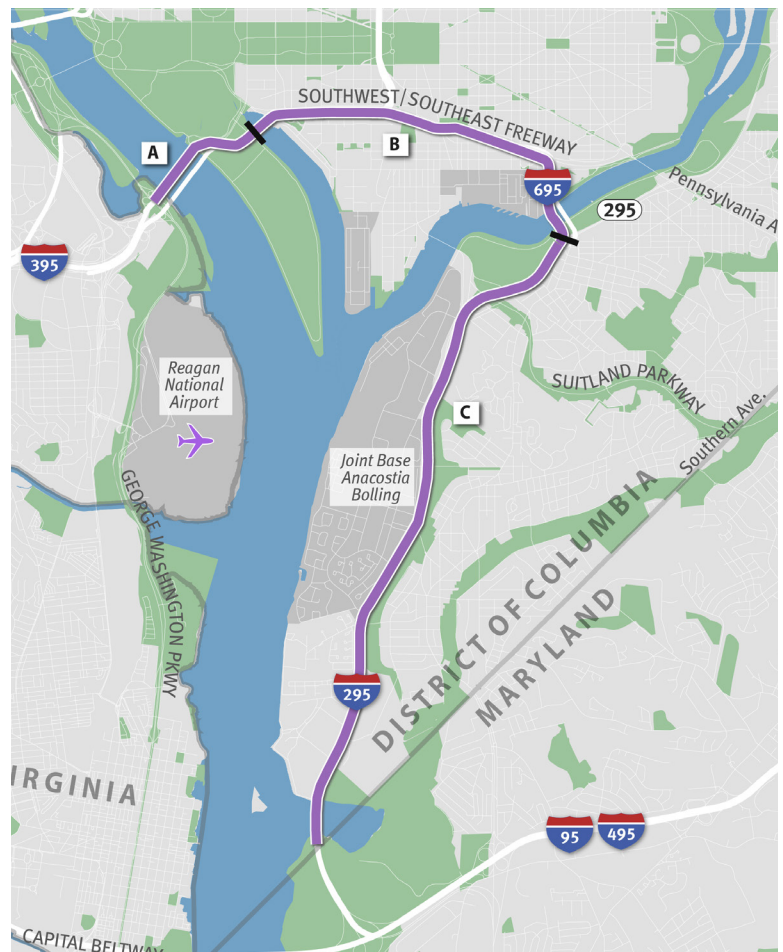 SOUTHWEST/SOUTHEAST FREEWAY
A
B
695
Pennsylvania A
295
395
Reagan
National
Airport
SUITLAND PARKWAY
Southern Ave.
C
Joint Base
Anacostia
Bolling
GEORGE WASHINGTON PKWY
DISTRICT OF COLUMBIA
MARYLAND
295
IRGINIA
95
495
CAPITAL BELTWAY